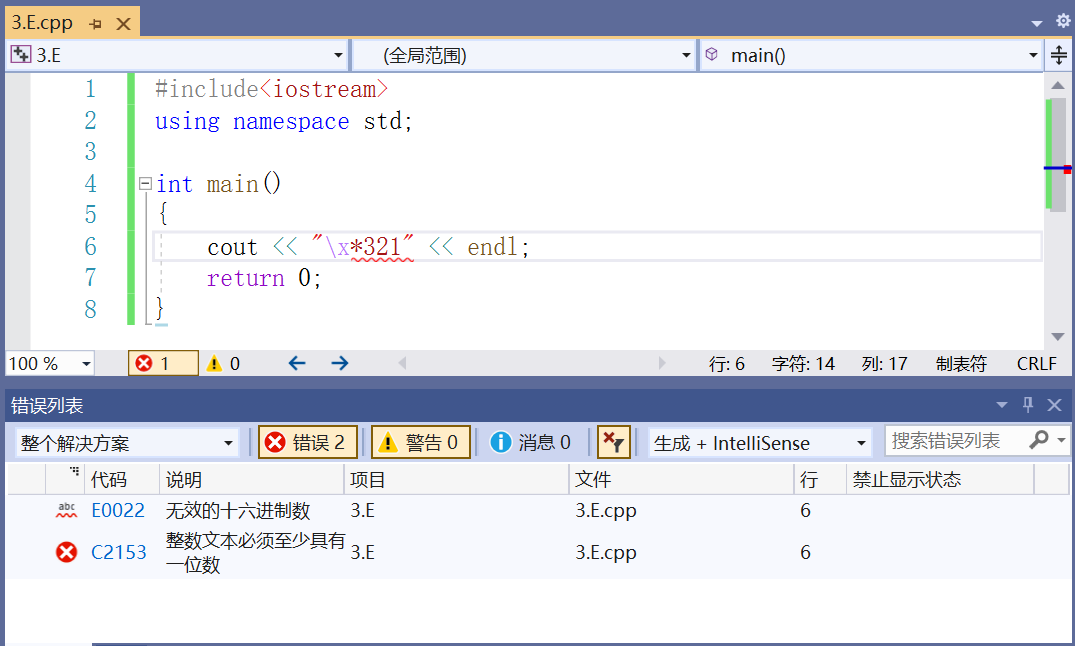 3.E.cpp
3.E (全局范围) main()
1 #include<iostream>
2 using namespace std;
3
4 int main()
5 {
6 cout << "\x*321" << endl;
7 return 0;
8 }
100 % 1 0 行: 6 字符: 14 列: 17 制表符 CRLF
错误列表
整个解决方案 错误 2 警告 0 消息 0 生成 + IntelliSense 搜索错误列表
代码 说明 项目 文件 行 禁止显示状态
abc E0022 无效的十六进制数 3.E 3.E.cpp 6
C2153 整数文本必须至少具有 3.E 3.E.cpp 6
一位数